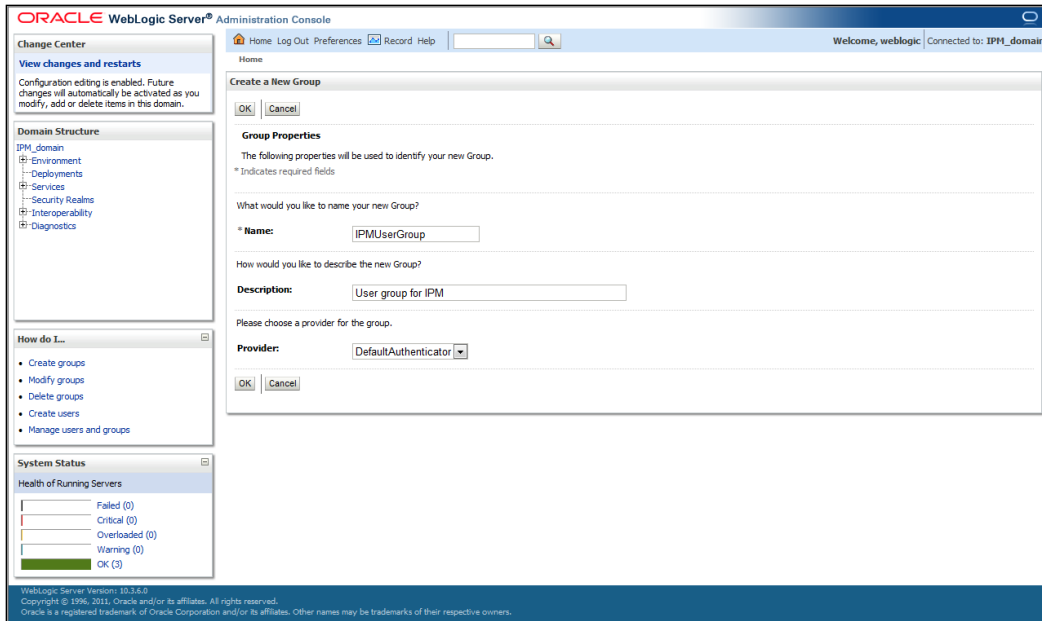 ORACLE WebLogic Server® Administration Console
Change Center
View changes and restarts
Configuration editing is enabled. Future
changes will automatically be activated as you
modify, add or delete items in this domain.
Domain Structure
IPM_domain
Environment
Deployments
Services
Security Realms
Interoperability
Diagnostics
How do I...
Create groups
Modify groups
Delete groups
Create users
Manage users and groups
System Status
Health of Running Servers
Failed (0)
Critical (0)
Overloaded (0)
Warning (0)
OK (3)
Home Log Out Preferences Record Help
Welcome, weblogic Connected to: IPM_domain
Home
Create a New Group
OK Cancel
Group Properties
The following properties will be used to identify your new Group.
* Indicates required fields
What would you like to name your new Group?
* Name: IPMUserGroup
How would you like to describe the new Group?
Description: User group for IPM
Please choose a provider for the group.
Provider: DefaultAuthenticator
OK Cancel
WebLogic Server Version: 10.3.6.0
Copyright © 1996, 2011, Oracle and/or its affiliates. All rights reserved.
Oracle is a registered trademark of Oracle Corporation and/or its affiliates. Other names may be trademarks of their respective owners.